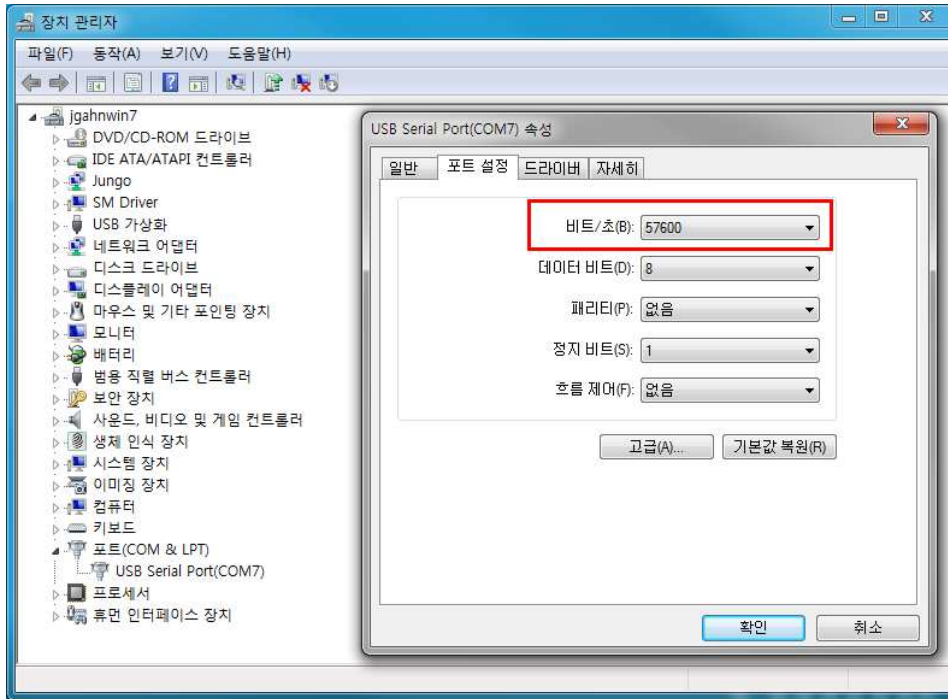 장치 관리자
파일(F) 동작(A) 보기(V) 도움말(H)
jgahnwin7
DVD/CD-ROM 드라이브
IDE ATA/ATAPI 컨트롤러
Jungo
SM Driver
USB 가상화
네트워크 어댑터
디스크 드라이브
디스플레이 어댑터
마우스 및 기타 포인팅 장치
모니터
배터리
범용 직렬 버스 컨트롤러
보안 장치
사운드, 비디오 및 게임 컨트롤러
생체 인식 장치
시스템 장치
이미징 장치
컴퓨터
키보드
포트(COM & LPT)
USB Serial Port(COM7)
프로세서
휴먼 인터페이스 장치
USB Serial Port(COM7) 속성
일반 포트 설정 드라이버 자세히
비트/초(B): 57600
데이터 비트(D): 8
패리티(P): 없음
정지 비트(S): 1
흐름 제어(F): 없음
고급(A)... 기본값 복원(R)
확인 취소